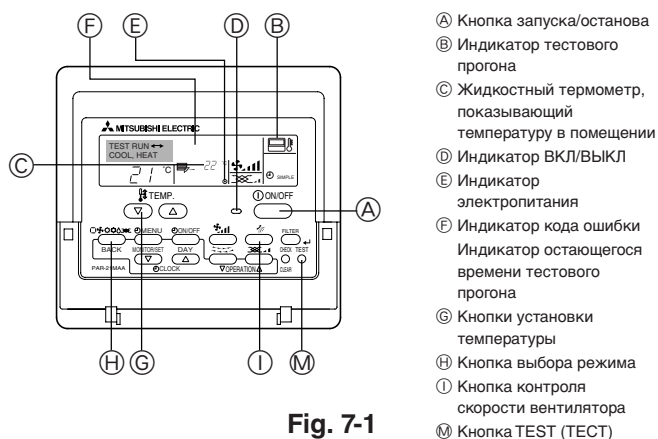 F
E
D
B
MITSUBISHI ELECTRIC
TEST RUN
COOL, HEAT
21 °C
22 °C
SIMPLE
C
TEMP.
ON/OFF
A
MENU
ON/OFF
FILTER
BACK
MONITOR/SET
DAY
CHECK TEST
PAR-21MAA
CLOCK
OPERATION
CLEAR
H
G
I
M
Fig. 7-1
Ⓐ Кнопка запуска/останова
Ⓑ Индикатор тестового
прогона
Ⓒ Жидкостный термометр,
показывающий
температуру в помещении
Ⓓ Индикатор ВКЛ/ВЫКЛ
Ⓔ Индикатор
электропитания
Ⓕ Индикатор кода ошибки
Индикатор остающегося
времени тестового
прогона
Ⓖ Кнопки установки
температуры
Ⓗ Кнопка выбора режима
Ⓘ Кнопка контроля
скорости вентилятора
Ⓜ Кнопка TEST (ТЕСТ)